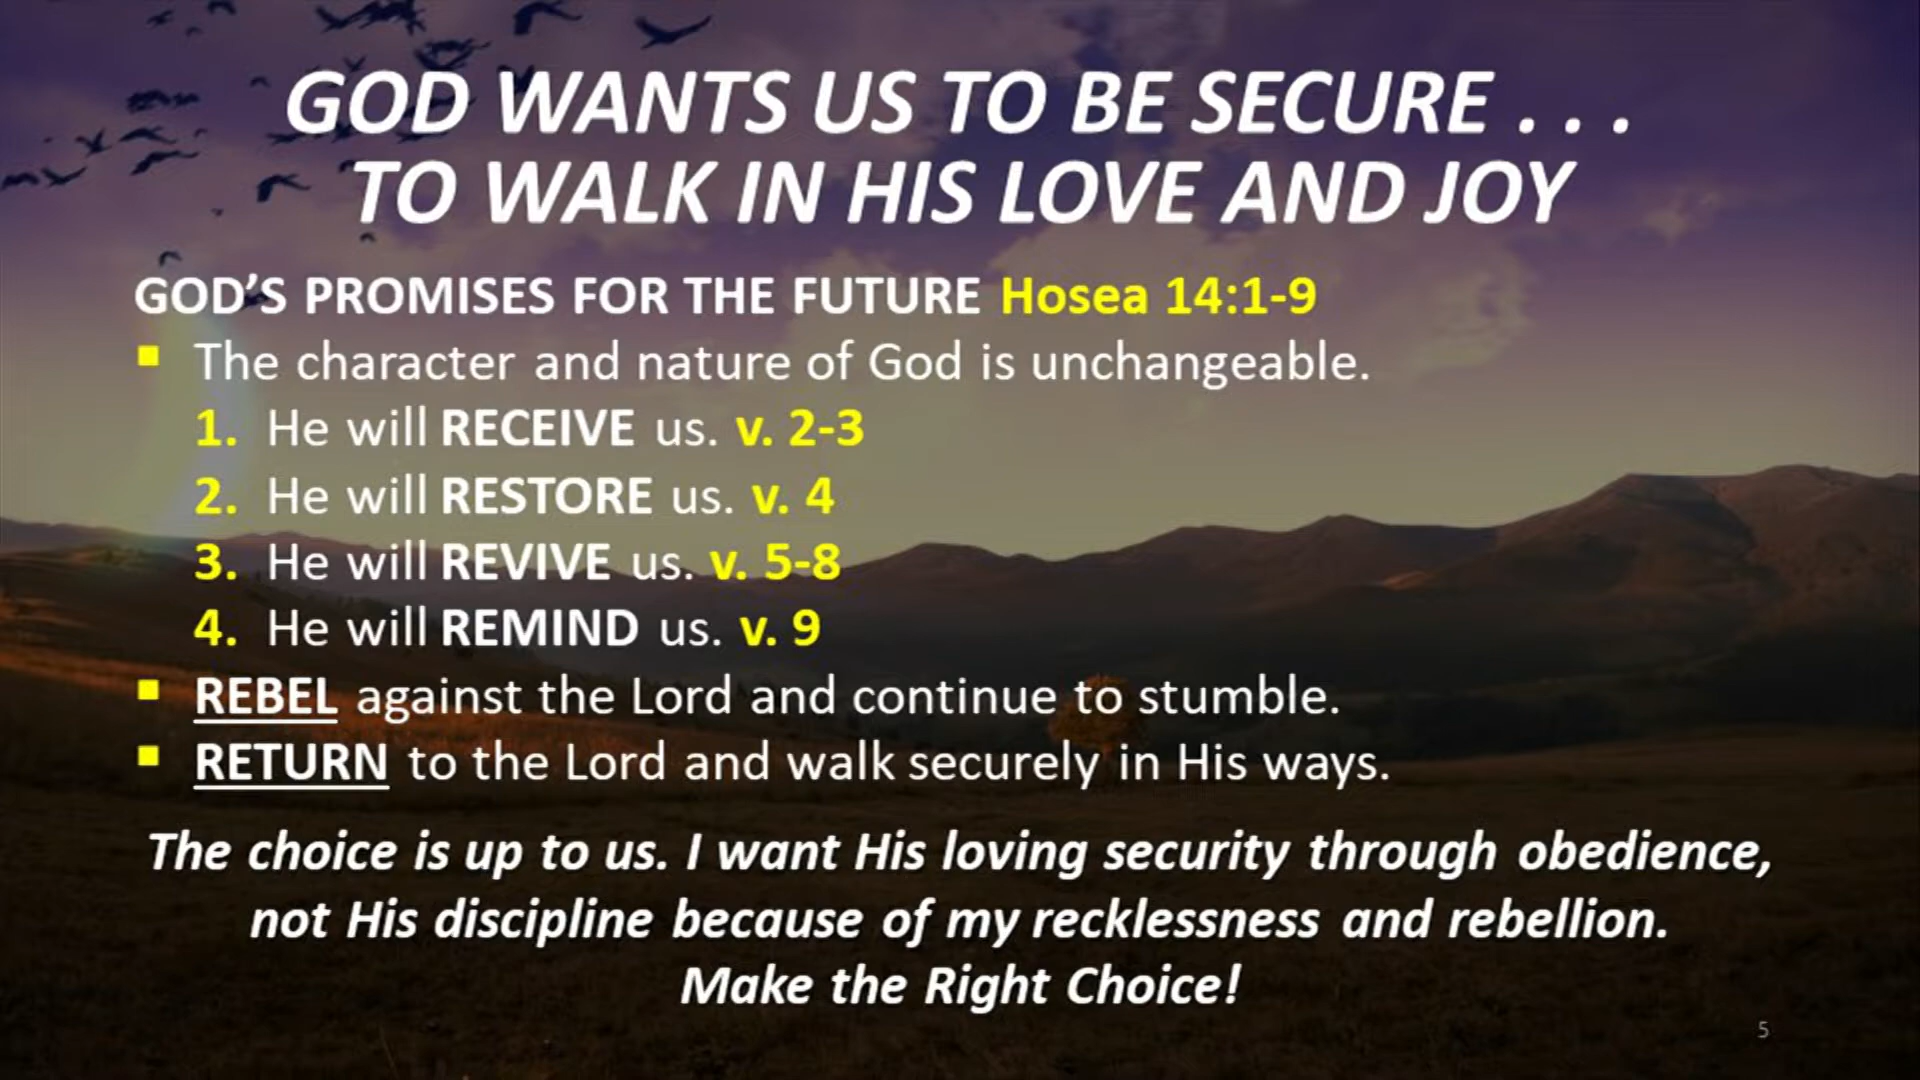 GOD WANTS US TO BE SECURE . . .
TO WALK IN HIS LOVE AND JOY
GOD’S PROMISES FOR THE FUTURE Hosea 14:1-9
▪ The character and nature of God is unchangeable.
1. He will RECEIVE us. v. 2-3
2. He will RESTORE us. v. 4
3. He will REVIVE us. v. 5-8
4. He will REMIND us. v. 9
▪ REBEL against the Lord and continue to stumble.
▪ RETURN to the Lord and walk securely in His ways.
The choice is up to us. I want His loving security through obedience,
not His discipline because of my recklessness and rebellion.
Make the Right Choice!
5